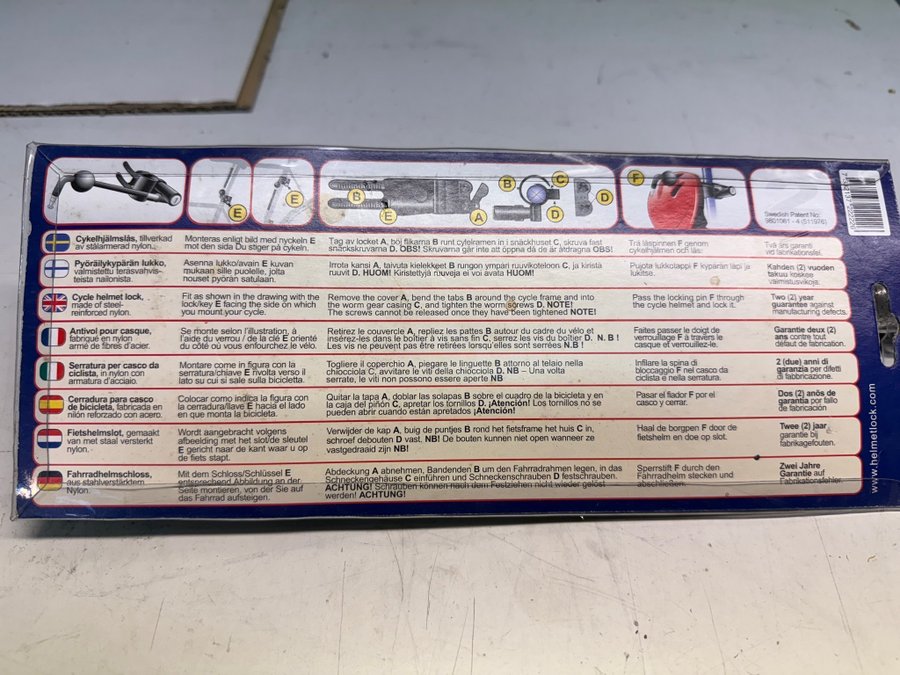 E
E
B
E
A
B
C
D
D
F
Swedish Patent No:
9801061 - 4 (511976)
Cykelhjälmslås, tillverkad
av stålarmerad nylon.
Monteras enligt bild med nyckeln E
mot den sida Du stiger på cykeln.
Tag av locket A, böj flikarna B runt cykelramen in i snäckhuset C, skruva fast
snäckskruvarna D. OBS! Skruvarna går inte att öppna då de är åtdragna OBS!
Trä låspinnen F genom
cykelhjälmen och lås.
Två års garanti
vid fabrikationsfel.
Pyöräilykypärän lukko,
valmistettu teräsvahvis-
teista nailonista.
Asenna lukko/avain E kuvan
mukaan sille puolelle, jolta
nouset pyörän satulaan.
Irrota kansi A, taivuta kielekkeet B rungon ympäri ruuvikoteloon C, ja kiristä
ruuvit D. HUOM! Kiristettyjä ruuveja ei voi avata HUOM!
Pujota lukkotappi F kypärän läpi ja
lukitse.
Kahden (2) vuoden
takuu koskee
valmistusvikoja.
Cycle helmet lock,
made of steel-
reinforced nylon.
Fit as shown in the drawing with the
lock/key E facing the side on which
you mount your cycle.
Remove the cover A, bend the tabs B around the cycle frame and into
the worm gear casing C, and tighten the worm screws D. NOTE!
The screws cannot be released once they have been tightened NOTE!
Pass the locking pin F through
the cycle helmet and lock it.
Two (2) year
guarantee against
manufacturing defects.
Antivol pour casque,
fabriqué en nylon
armé de fibres d'acier.
Se monte selon l'illustration, à
l'aide du verrou / de la clé E orienté
du côté où vous enfourchez le vélo.
Retirez le couvercle A, repliez les pattes B autour du cadre du vélo et
insérez-les dans le boîtier à vis sans fin C, serrez les vis du boîtier D. N. B !
Les vis ne peuvent pas être retirées lorsqu'elles sont serrées N.B !
Faites passer le doigt de
verrouillage F à travers le
casque et verrouillez-le.
Garantie deux (2)
ans contre tout
défaut de fabrication.
Serratura per casco da
ciclista, in nylon con
armatura d'acciaio.
Montare come in figura con la
serratura/chiave E rivolta verso il
lato su cui si sale sulla bicicletta.
Togliere il coperchio A, piegare le linguette B attorno al telaio nella
chiocciola C, avvitare le viti della chiocciola D. NB – Una volta
serrate, le viti non possono essere aperte NB
Infilare la spina di
bloccaggio F nel casco da
ciclista e nella serratura.
2 (due) anni di
garanzia per difetti
di fabbricazione.
Cerradura para casco
de bicicleta, fabricada en
nilón reforzado con acero.
Colocar como indica la figura con
la cerradura/llave E hacia el lado
en que monta la bicicleta.
Quitar la tapa A, doblar las solapas B sobre el cuadro de la bicicleta y en
la caja del piñón C, apretar los tornillos D. ¡Atención! Los tornillos no se
pueden abrir cuando están apretados ¡Atención!
Pasar el fiador F por el
casco y cerrar.
Dos (2) anõs de
garantía por fallo
de fabricación
Fietshelmslot, gemaakt
van met staal versterkt
nylon.
Wordt aangebracht volgens
afbeelding met het slot/de sleutel
E gericht naar de kant waar u op
de fiets stapt.
Verwijder de kap A, buig de puntjes B rond het fietsframe het huis C in,
schroef debouten D vast. NB! De bouten kunnen niet open wanneer ze
vastgedraaid zijn NB!
Haal de borgpen F door de
fietshelm en doe op slot.
Twee (2) jaar
garantie bij
fabrikagefouten.
Fahrradhelmschloss,
aus stahlverstärktem
Nylon.
Mit dem Schloss/Schlüssel E
entsprechend Abbildung an der
Seite montieren, von der Sie auf
das Fahrrad aufsteigen.
Abdeckung A abnehmen, Bandenden B um den Fahrradrahmen legen, in das
Schneckengehäuse C einführen und Schneckenschrauben D festschrauben.
ACHTUNG! Schrauben können nach dem Festziehen nicht wieder gelöst
werden! ACHTUNG!
Sperrstift F durch den
Fahrradhelm stecken und
abschließen.
Zwei Jahre
Garantie auf
Fabrikationsfehler.
www.helmetlock.com